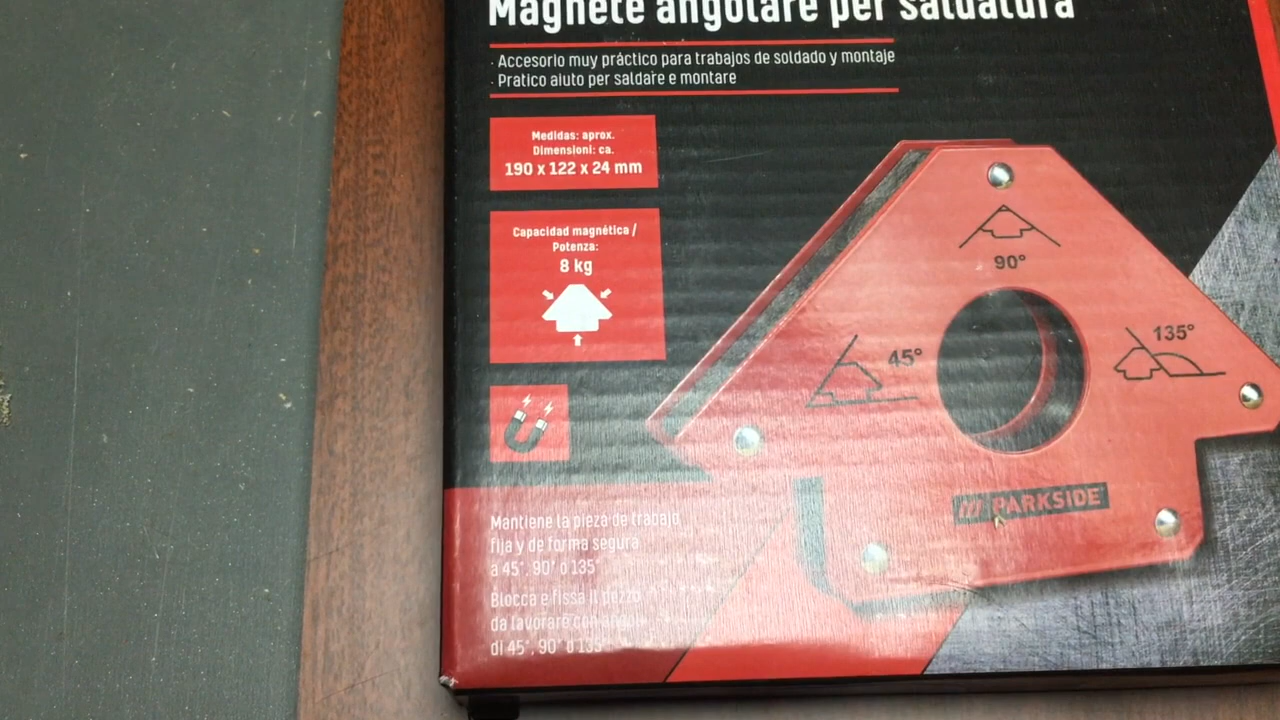 Magnete angolare per saldatura
· Accesorio muy práctico para trabajos de soldado y montaje
· Pratico aiuto per saldare e montare
Medidas: aprox.
Dimensioni: ca.
190 x 122 x 24 mm
Capacidad magnética /
Potenza:
8 kg
90°
45°
135°
PARKSIDE®
Mantiene la pieza de trabajo
fija y de forma segura
a 45°, 90° o 135°
Blocca e fissa il pezzo
da lavorare con angoli
di 45°, 90° o 135°